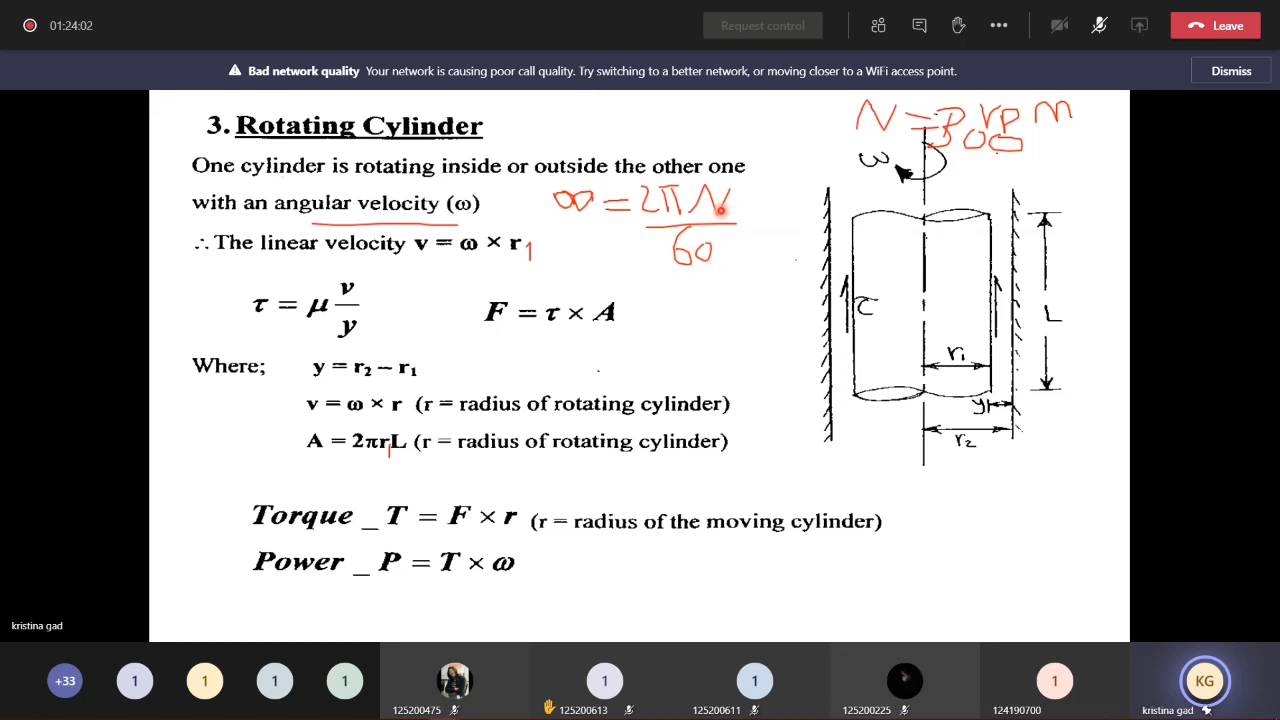 01:24:02
Request control
Leave
Bad network quality Your network is causing poor call quality. Try switching to a better network, or moving closer to a WiFi access point.
Dismiss
3. Rotating Cylinder
N = 300 rpm
One cylinder is rotating inside or outside the other one
with an angular velocity (ω)
ω = 2πN / 60
∴ The linear velocity v = ω × r1
τ = μ v/y
F = τ × A
Where; y = r₂ – r₁
v = ω × r (r = radius of rotating cylinder)
A = 2πr1L (r = radius of rotating cylinder)
Torque _ T = F × r (r = radius of the moving cylinder)
Power _ P = T × ω
ω
τ
L
r₁
y
r₂
kristina gad
+33
1
1
1
1
125200475
1
125200613
1
125200611
125200225
1
124190700
KG
kristina gad